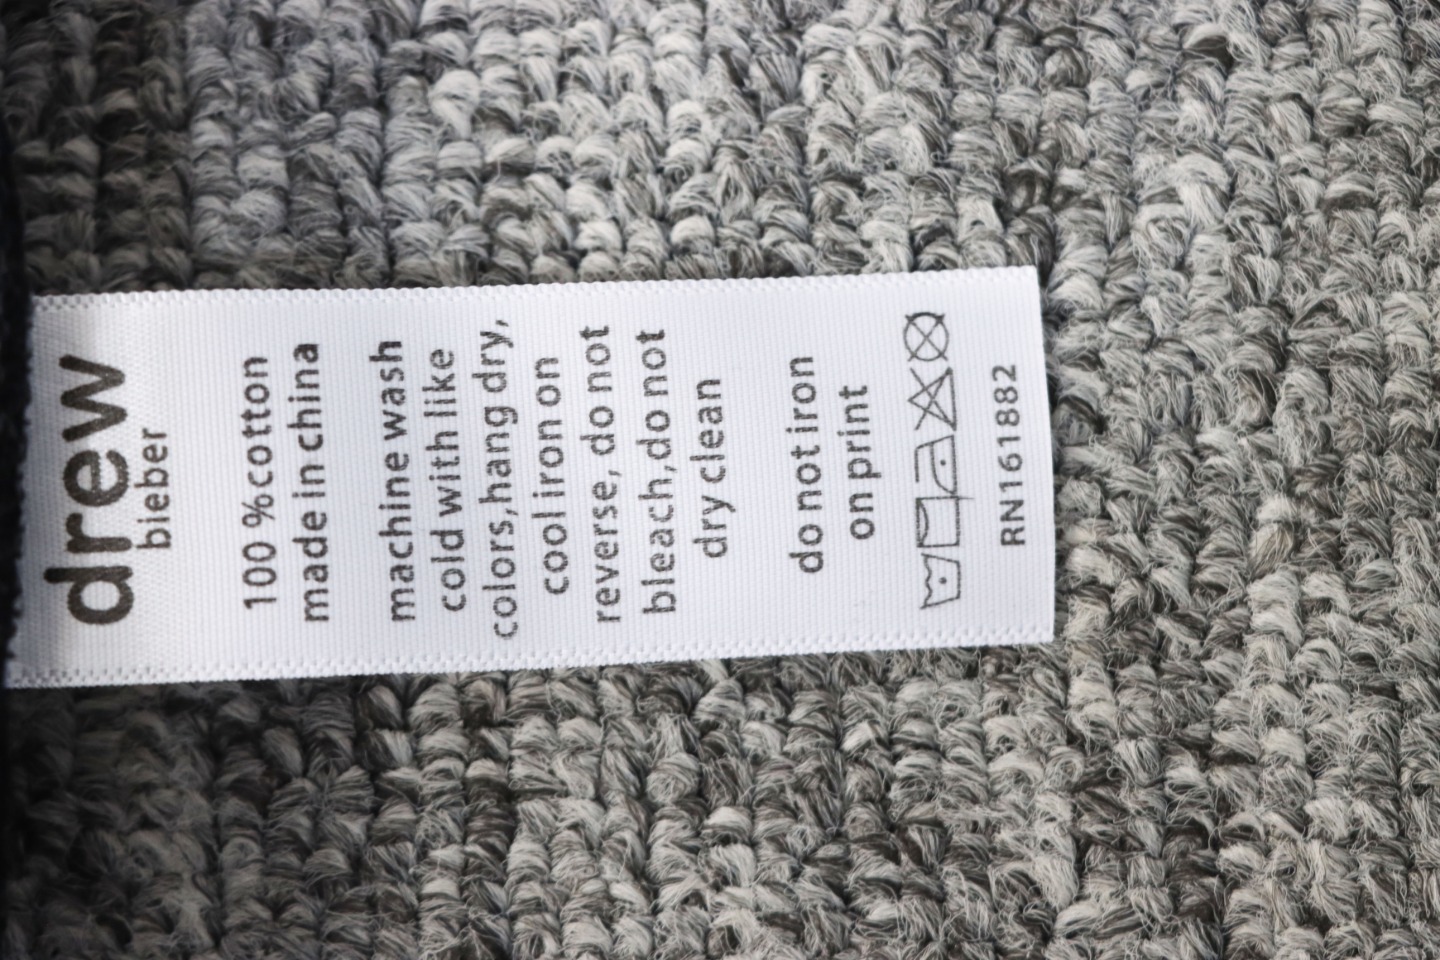 drew
bieber
100 %cotton
made in china
machine wash
cold with like
colors,hang dry,
cool iron on
reverse, do not
bleach,do not
dry clean
do not iron
on print
RN161882